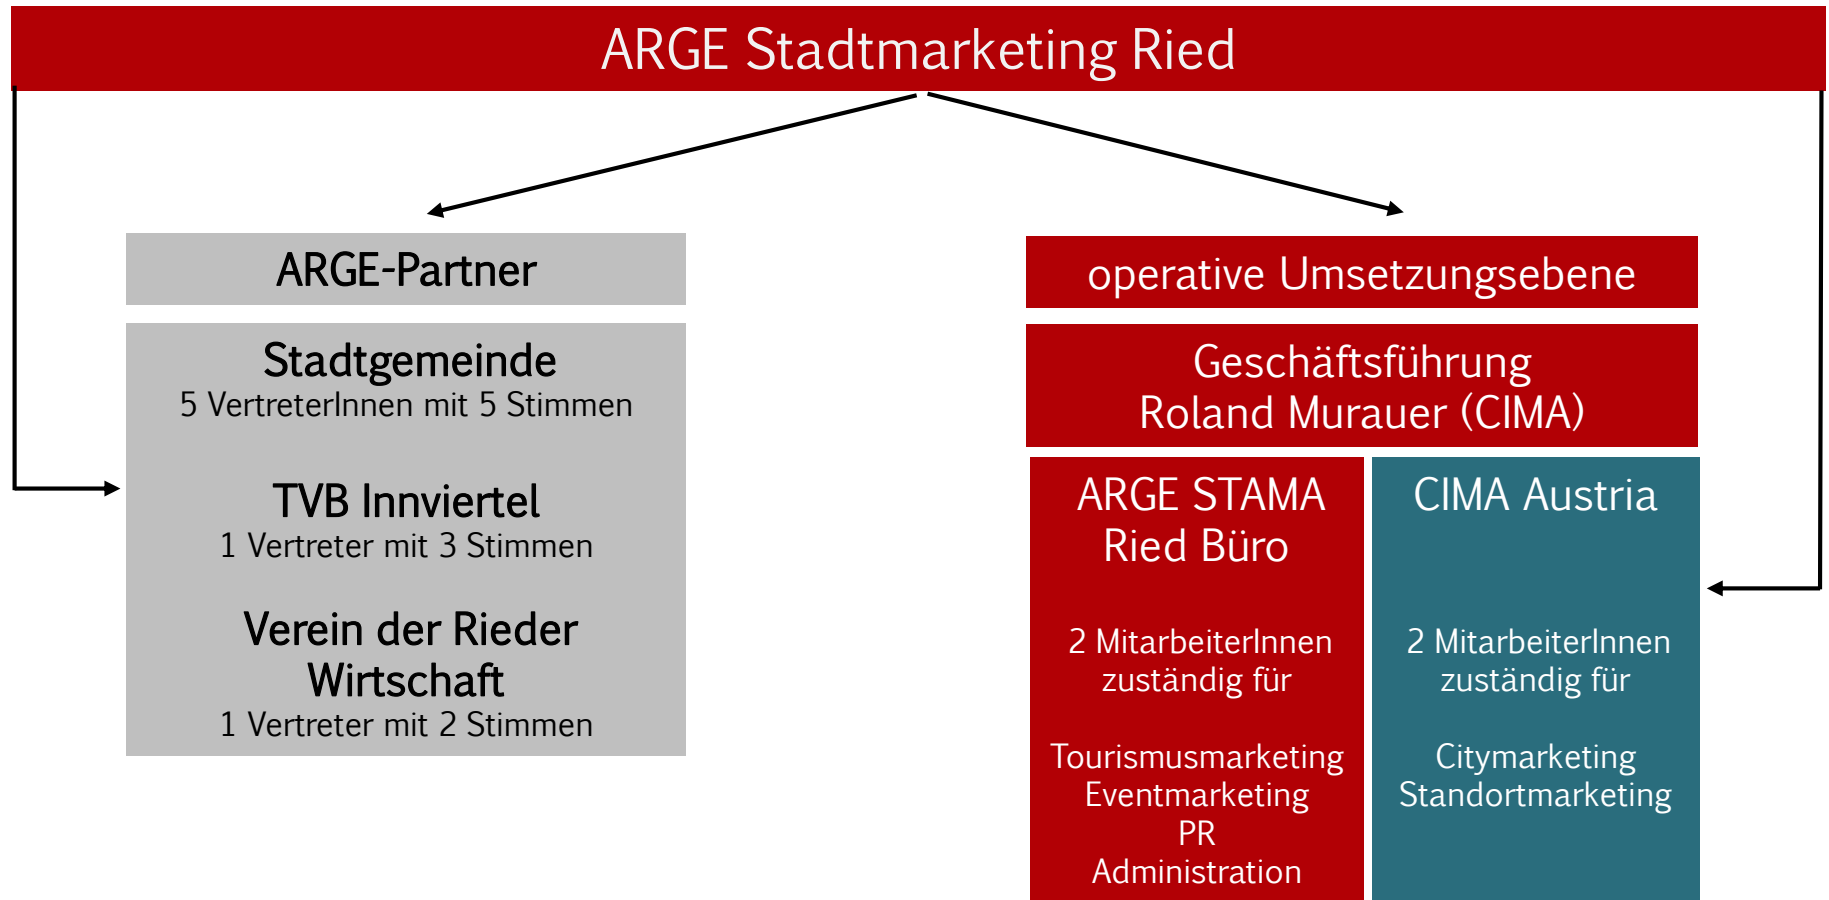 ARGE Stadtmarketing Ried
ARGE-Partner
Stadtgemeinde
5 VertreterInnen mit 5 Stimmen
TVB Innviertel
1 Vertreter mit 3 Stimmen
Verein der Rieder
Wirtschaft
1 Vertreter mit 2 Stimmen
operative Umsetzungsebene
Geschäftsführung
Roland Murauer (CIMA)
ARGE STAMA
Ried Büro
2 MitarbeiterInnen
zuständig für
Tourismusmarketing
Eventmarketing
PR
Administration
CIMA Austria
2 MitarbeiterInnen
zuständig für
Citymarketing
Standortmarketing